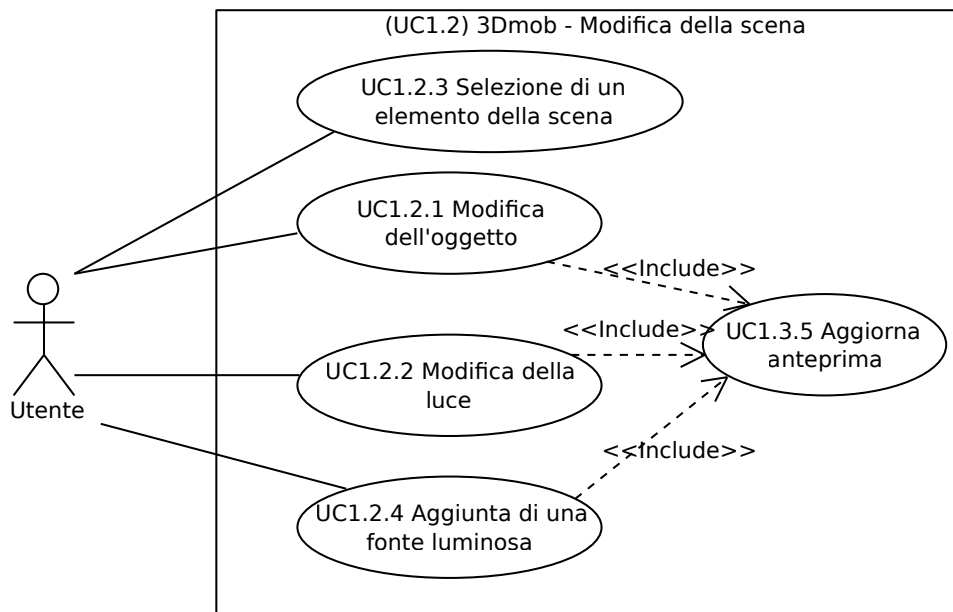 (UC1.2) 3Dmob - Modifica della scena
UC1.2.3 Selezione di un
elemento della scena
UC1.2.1 Modifica
dell'oggetto
<<Include>>
<<Include>>
UC1.3.5 Aggiorna
anteprima
UC1.2.2 Modifica della
luce
Utente
<<Include>>
UC1.2.4 Aggiunta di una
fonte luminosa